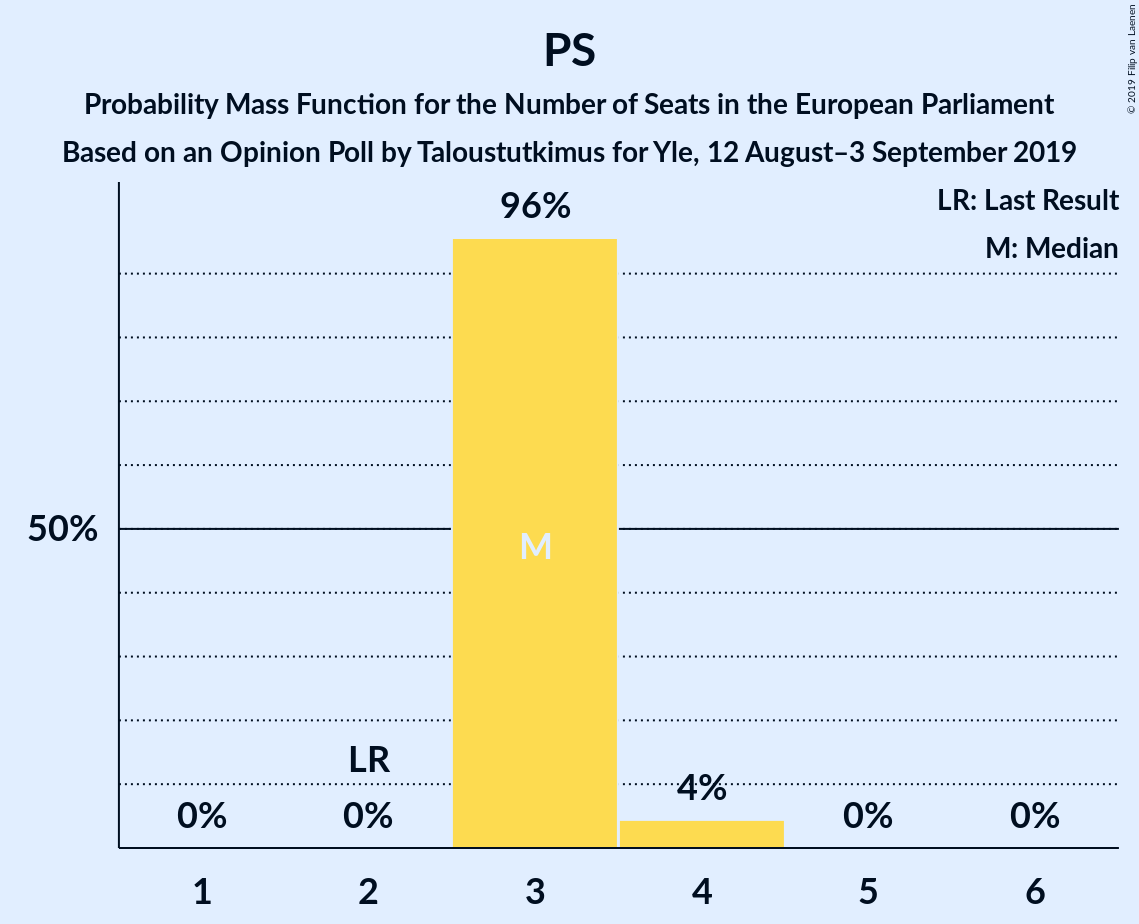 PS
Probability Mass Function for the Number of Seats in the European Parliament
Based on an Opinion Poll by Taloustutkimus for Yle, 12 August–3 September 2019
© 2019 Filip van Laenen
LR: Last Result
M: Median
96%
50%
M
LR
0%
0%
4%
0%
0%
1
2
3
4
5
6